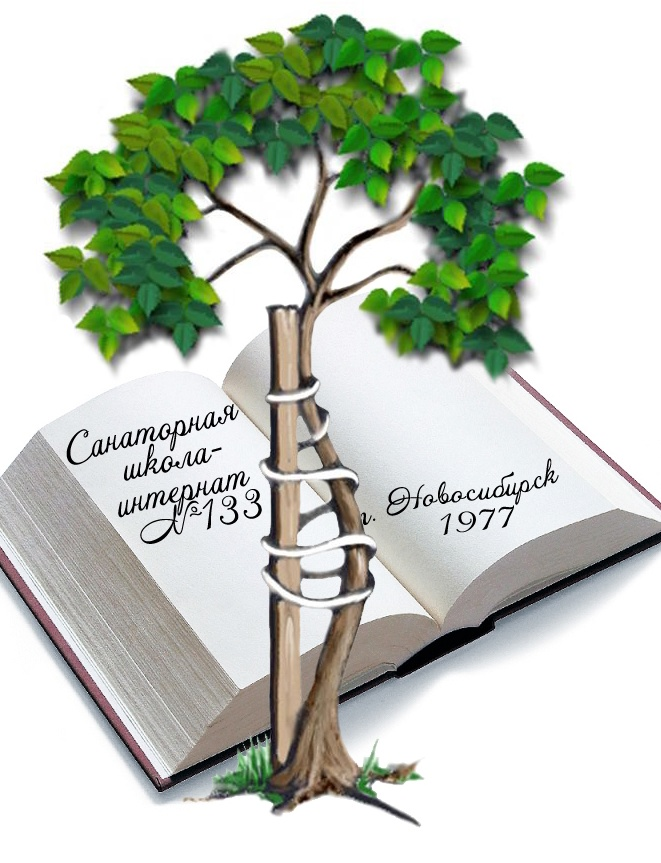 Санаторная
школа-
интернат
№133
г. Новосибирск
1977